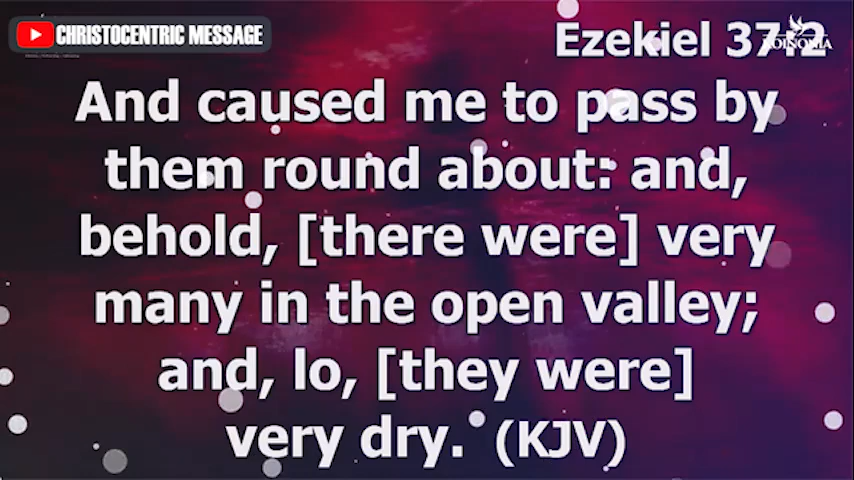 CHRISTOCENTRIC MESSAGE
Ezekiel 37:2
KOINONIA
And caused me to pass by
them round about: and,
behold, [there were] very
many in the open valley;
and, lo, [they were]
very dry. (KJV)